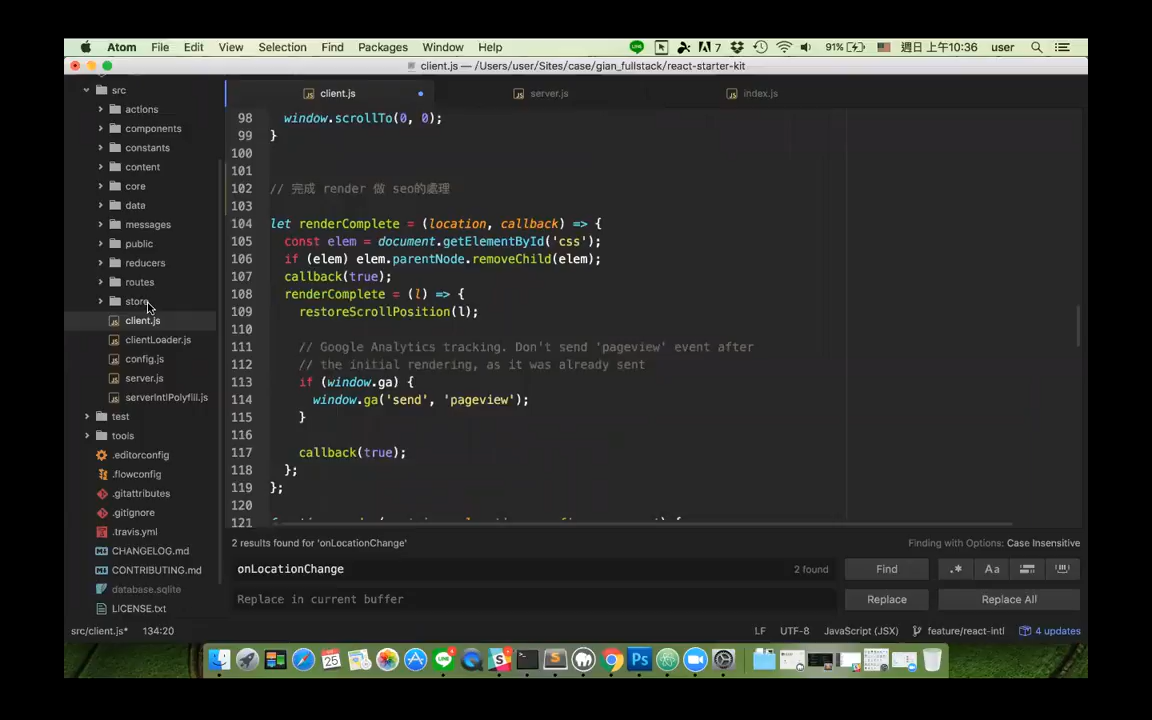 Atom File Edit View Selection Find Packages Window Help 7 91% 週日 上午10:36 user
client.js — /Users/user/Sites/case/gian_fullstack/react-starter-kit
src
actions
components
constants
content
core
data
messages
public
reducers
routes
store
client.js
clientLoader.js
config.js
server.js
serverIntlPolyfill.js
test
tools
.editorconfig
.flowconfig
.gitattributes
.gitignore
.travis.yml
CHANGELOG.md
CONTRIBUTING.md
database.sqlite
LICENSE.txt
client.js server.js index.js
98 window.scrollTo(0, 0);
99 }
100
101
102 // 完成 render 做 seo的處理
103
104 let renderComplete = (location, callback) => {
105 const elem = document.getElementById('css');
106 if (elem) elem.parentNode.removeChild(elem);
107 callback(true);
108 renderComplete = (l) => {
109 restoreScrollPosition(l);
110
111 // Google Analytics tracking. Don't send 'pageview' event after
112 // the initial rendering, as it was already sent
113 if (window.ga) {
114 window.ga('send', 'pageview');
115 }
116
117 callback(true);
118 };
119 };
120
121
2 results found for 'onLocationChange' Finding with Options: Case Insensitive
onLocationChange 2 found Find .* Aa
Replace in current buffer Replace Replace All
src/client.js* 134:20 LF UTF-8 JavaScript (JSX) feature/react-intl 4 updates